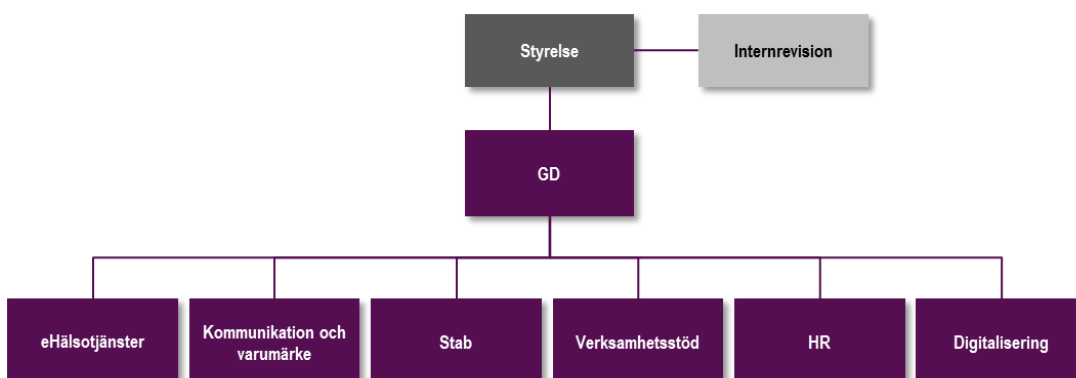 Styrelse
Internrevision
GD
eHälsotjänster
Kommunikation och
varumärke
Stab
Verksamhetsstöd
HR
Digitalisering